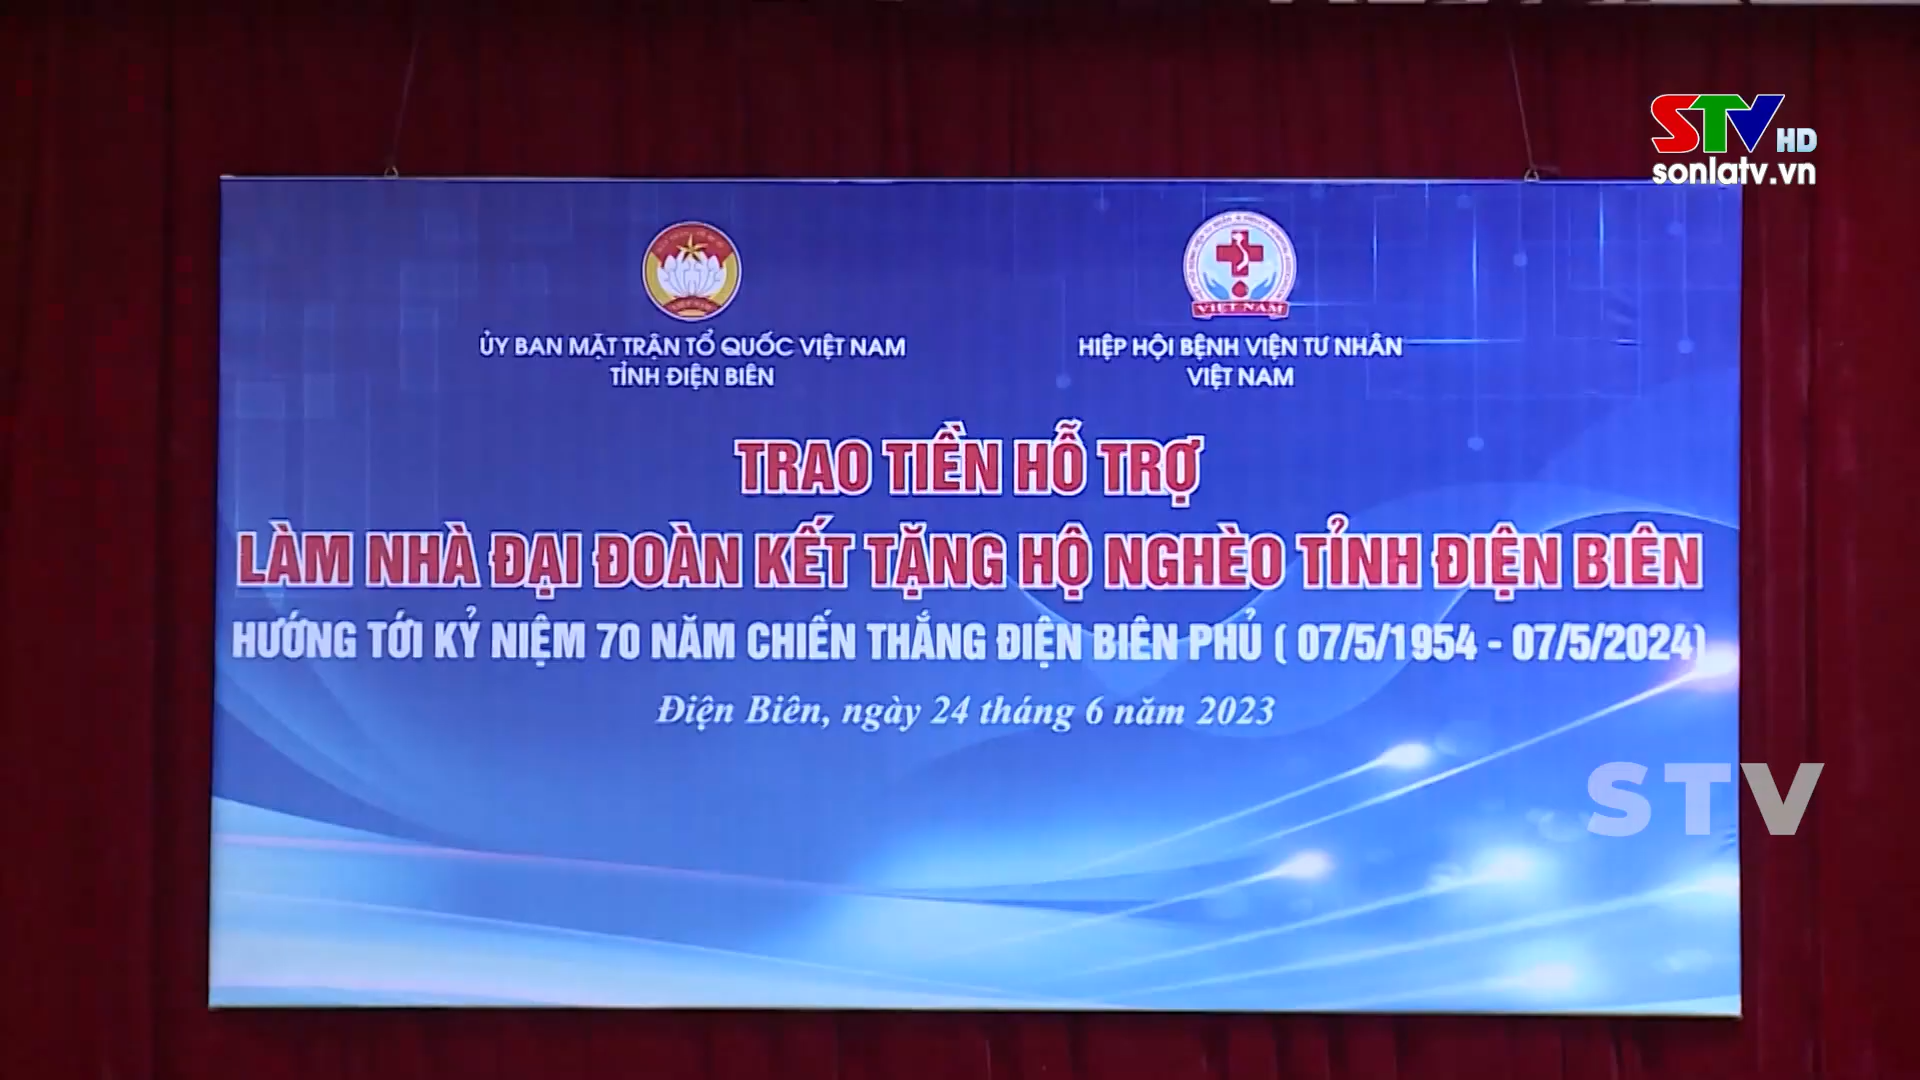 STV HD
sonlatv.vn
VIỆT NAM
ỦY BAN MẶT TRẬN TỔ QUỐC VIỆT NAM
TỈNH ĐIỆN BIÊN
HIỆP HỘI BỆNH VIỆN TƯ NHÂN
VIỆT NAM
TRAO TIỀN HỖ TRỢ
LÀM NHÀ ĐẠI ĐOÀN KẾT TẶNG HỘ NGHÈO TỈNH ĐIỆN BIÊN
HƯỚNG TỚI KỶ NIỆM 70 NĂM CHIẾN THẮNG ĐIỆN BIÊN PHỦ ( 07/5/1954 - 07/5/2024)
Điện Biên, ngày 24 tháng 6 năm 2023
STV